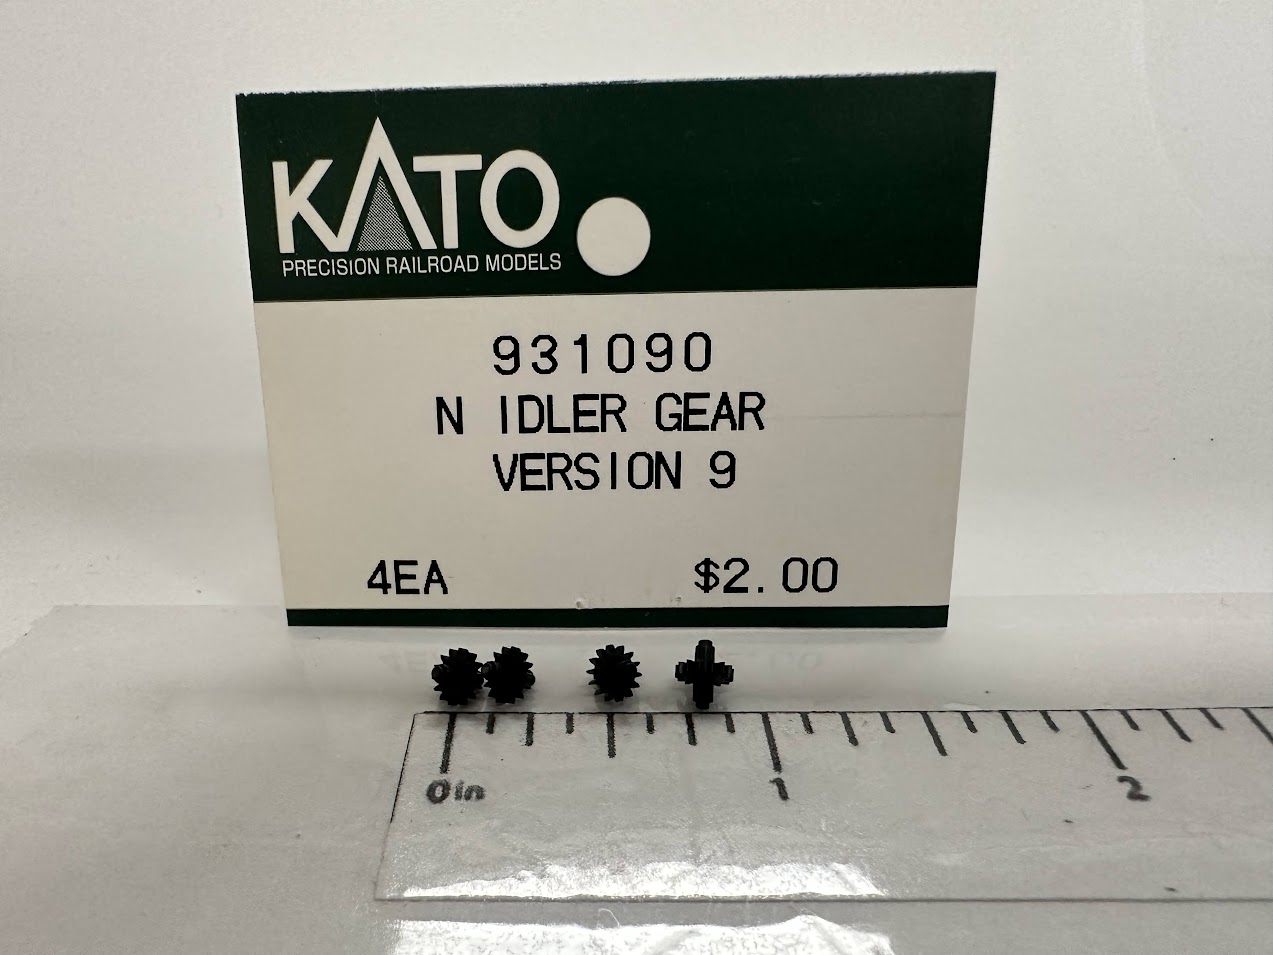 KATO
PRECISION RAILROAD MODELS
931090
N IDLER GEAR
VERSION 9
4EA $2.00
0in 1 2